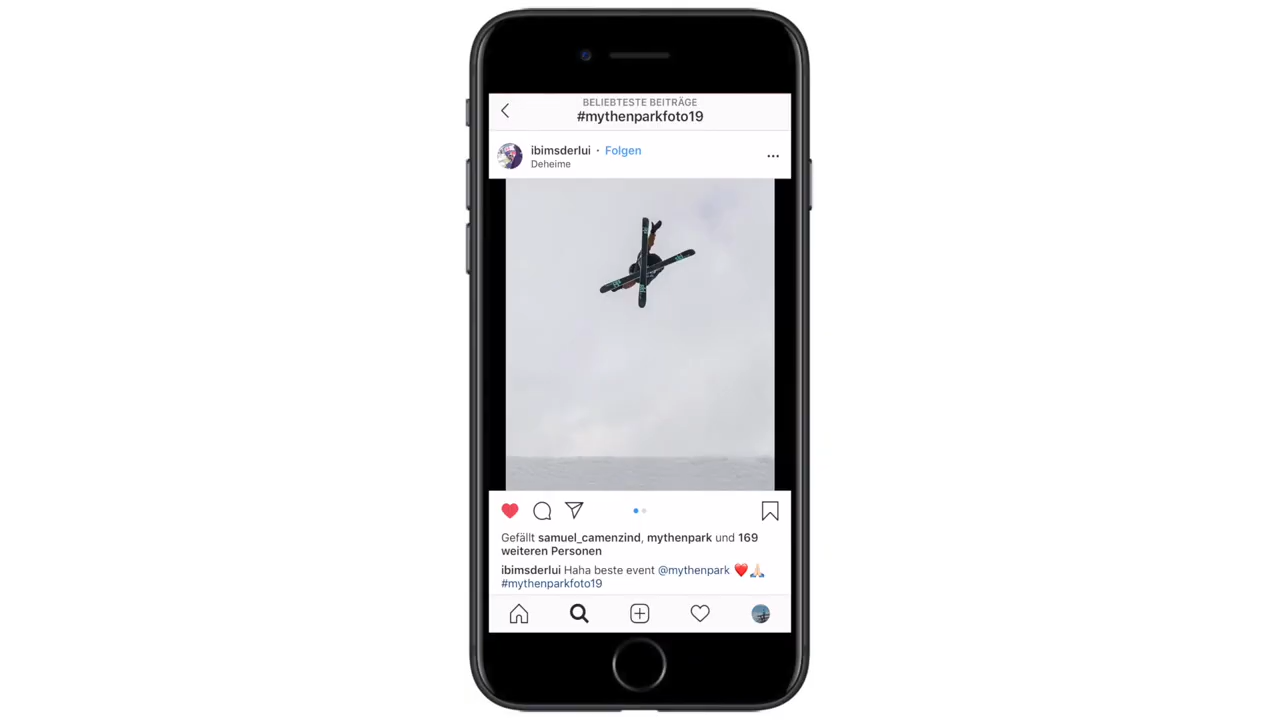 BELIEBTESTE BEITRÄGE
#mythenparkfoto19
ibimsderlui · Folgen
Deheime
Gefällt samuel_camenzind, mythenpark und 169
weiteren Personen
ibimsderlui Haha beste event @mythenpark ❤️🙏🏻
#mythenparkfoto19